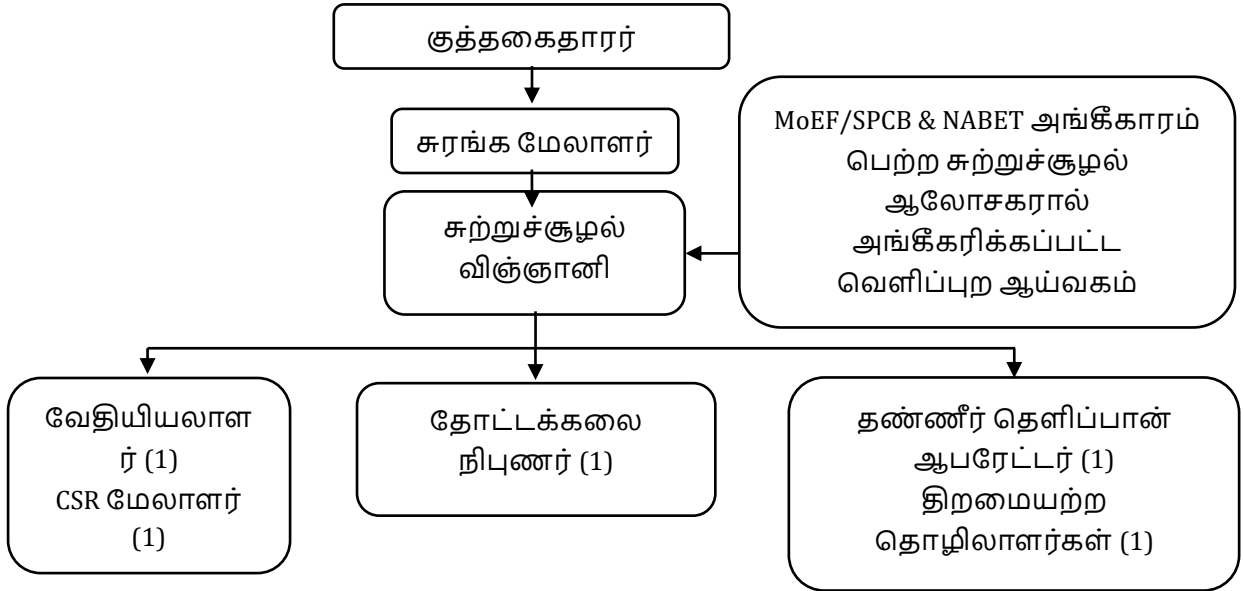 குத்தகைதாரர்
சுரங்க மேலாளர்
MoEF/SPCB & NABET அங்கீகாரம்
பெற்ற சுற்றுச்சூழல்
ஆலோசகரால்
அங்கீகரிக்கப்பட்ட
வெளிப்புற ஆய்வகம்
சுற்றுச்சூழல்
விஞ்ஞானி
வேதியியலாள
ர் (1)
CSR மேலாளர்
(1)
தோட்டக்கலை
நிபுணர் (1)
தண்ணீர் தெளிப்பான்
ஆபரேட்டர் (1)
திறமையற்ற
தொழிலாளர்கள் (1)